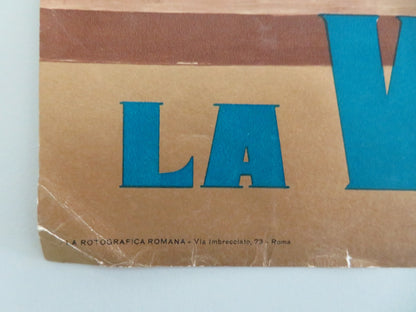 LA V
LA ROTOGRAFICA ROMANA - Via Imbrecciato, 73 - Roma